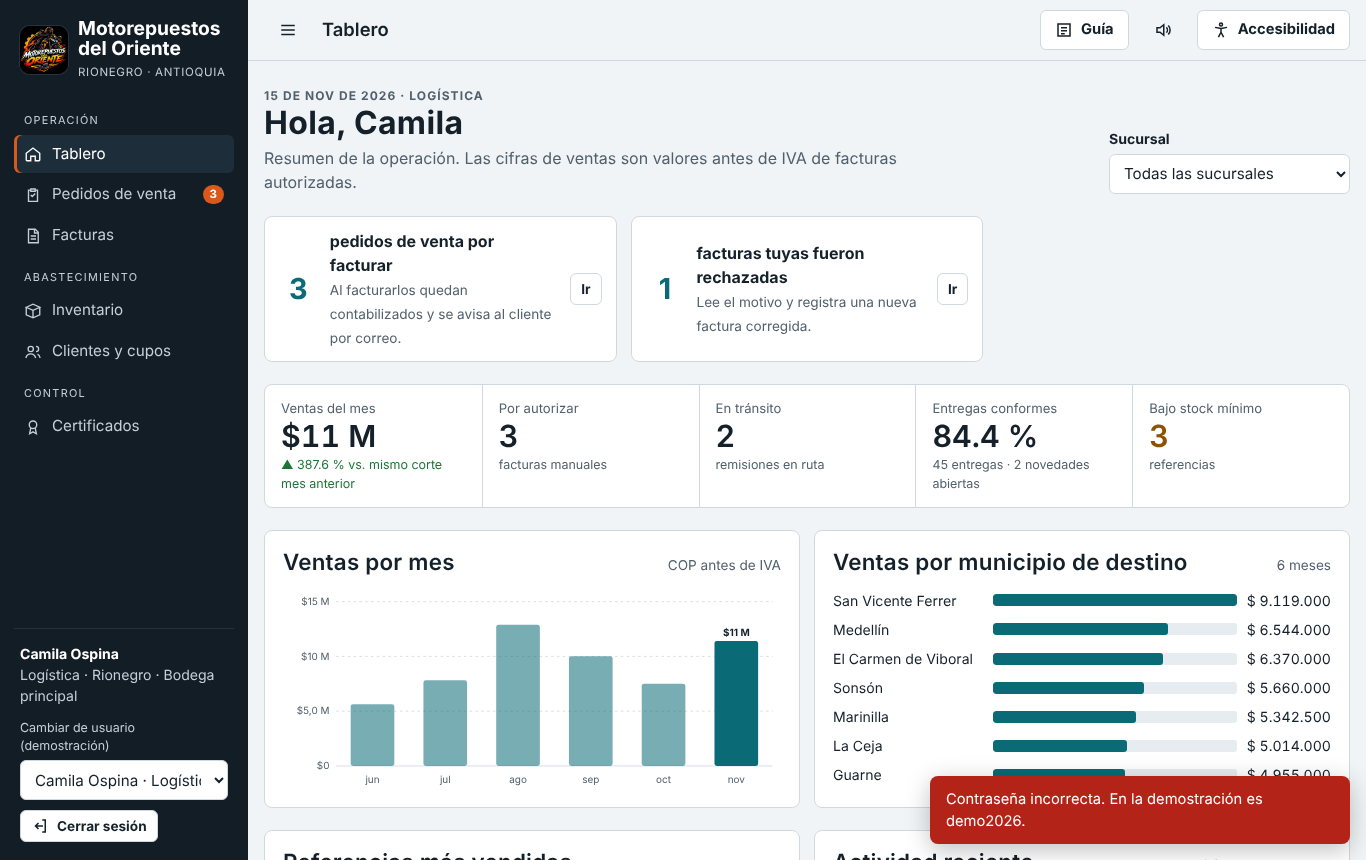 Motorepuestos
del Oriente
RIONEGRO · ANTIOQUIA
OPERACIÓN
Tablero
Pedidos de venta
3
Facturas
ABASTECIMIENTO
Inventario
Clientes y cupos
CONTROL
Certificados
Camila Ospina
Logística · Rionegro · Bodega
principal
Cambiar de usuario
(demostración)
Camila Ospina · Logístic
Cerrar sesión
Tablero
Guía
Accesibilidad
15 DE NOV DE 2026 · LOGÍSTICA
Hola, Camila
Resumen de la operación. Las cifras de ventas son valores antes de IVA de facturas
autorizadas.
Sucursal
Todas las sucursales
3
pedidos de venta por
facturar
Al facturarlos quedan
contabilizados y se avisa al cliente
por correo.
Ir
1
facturas tuyas fueron
rechazadas
Lee el motivo y registra una nueva
factura corregida.
Ir
Ventas del mes
$11 M
▲ 387.6 % vs. mismo corte
mes anterior
Por autorizar
3
facturas manuales
En tránsito
2
remisiones en ruta
Entregas conformes
84.4 %
45 entregas · 2 novedades
abiertas
Bajo stock mínimo
3
referencias
Ventas por mes
COP antes de IVA
$15 M
$10 M
$5,0 M
$0
$11 M
jun jul ago sep oct nov
Ventas por municipio de destino
6 meses
San Vicente Ferrer $ 9.119.000
Medellín $ 6.544.000
El Carmen de Viboral $ 6.370.000
Sonsón $ 5.660.000
Marinilla $ 5.342.500
La Ceja $ 5.014.000
Guarne $ 4.955.000
Contraseña incorrecta. En la demostración es
demo2026.
Referencias más vendidas
Actividad reciente